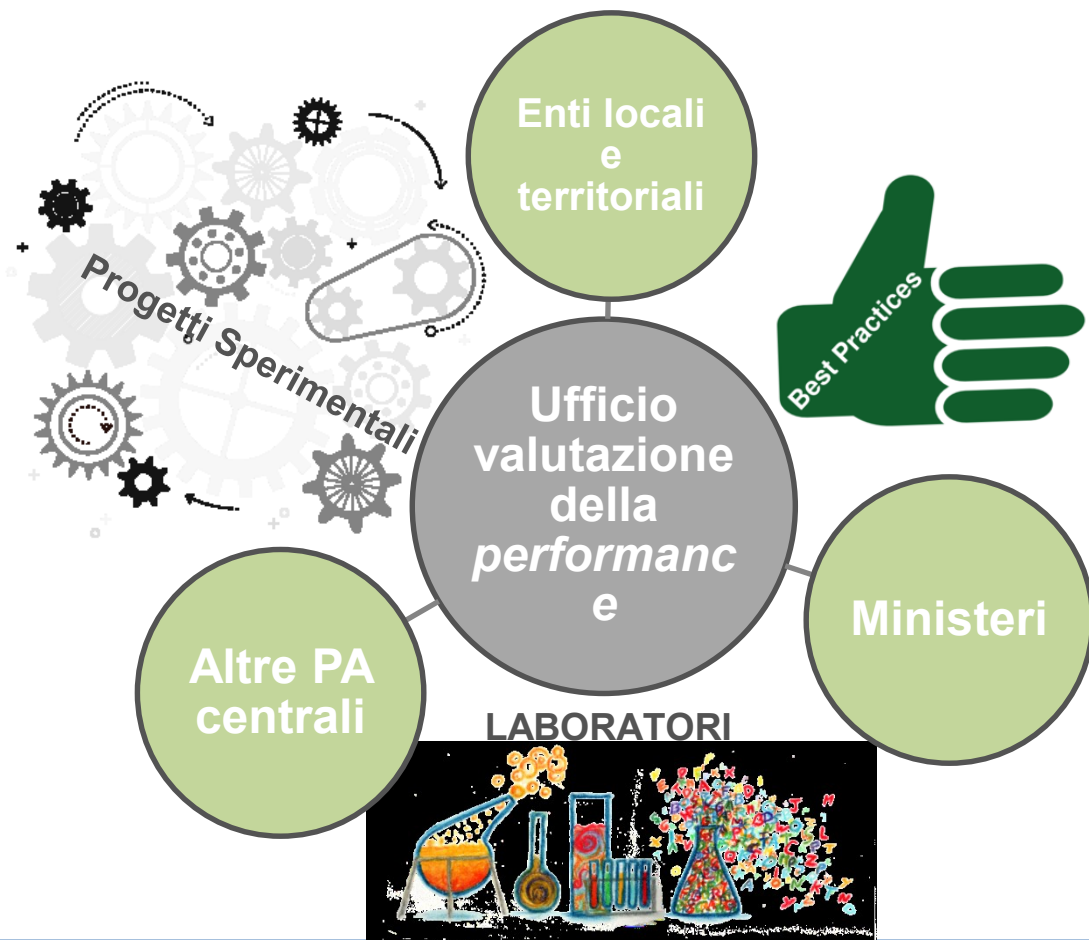 Enti locali
e
territoriali
Progetti Sperimentali
Best Practices
Ufficio
valutazione
della
performanc
e
Ministeri
Altre PA
centrali
LABORATORI